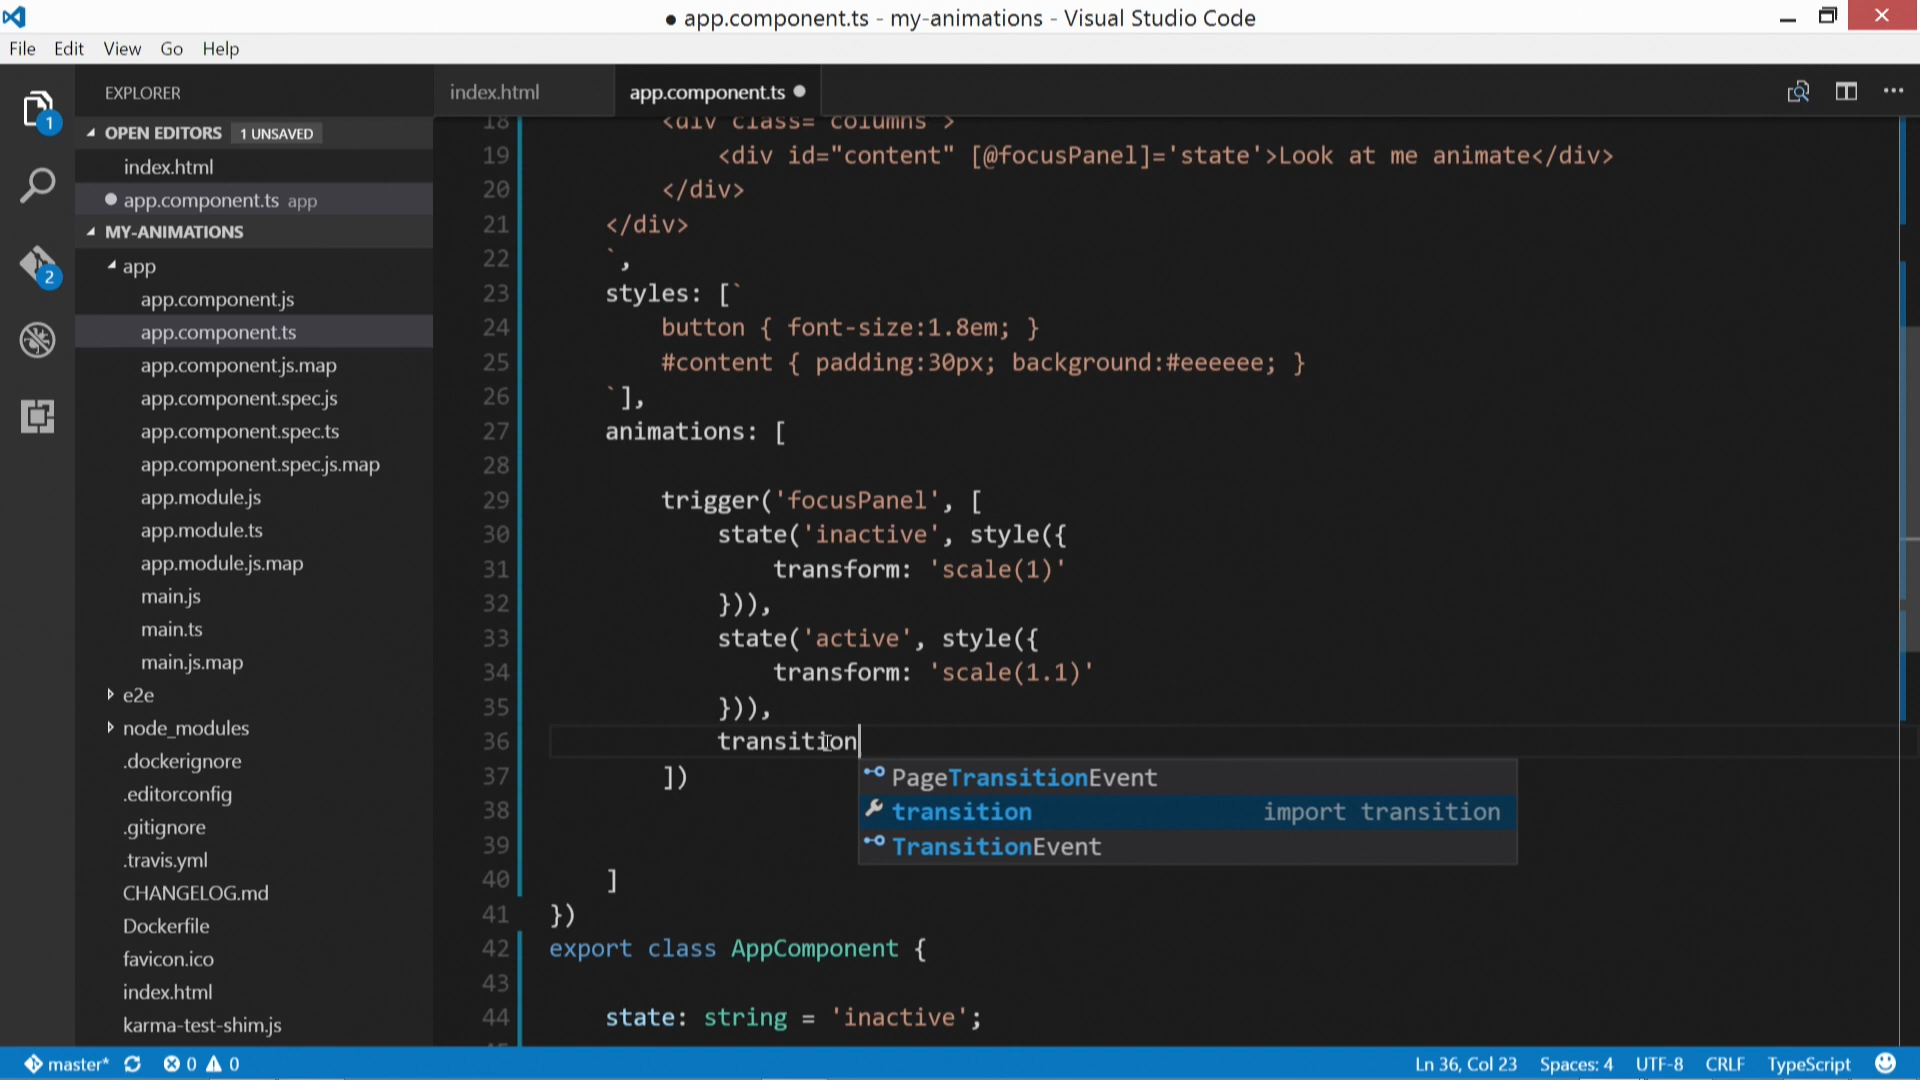 ● app.component.ts - my-animations - Visual Studio Code
File Edit View Go Help
EXPLORER
index.html
app.component.ts
1
OPEN EDITORS 1 UNSAVED
index.html
app.component.ts app
MY-ANIMATIONS
2
app
app.component.js
app.component.ts
app.component.js.map
app.component.spec.js
app.component.spec.ts
app.component.spec.js.map
app.module.js
app.module.ts
app.module.js.map
main.js
main.ts
main.js.map
e2e
node_modules
.dockerignore
.editorconfig
.gitignore
.travis.yml
CHANGELOG.md
Dockerfile
favicon.ico
index.html
karma-test-shim.js
18 <div class="columns">
19 <div id="content" [@focusPanel]='state'>Look at me animate</div>
20 </div>
21 </div>
22 `,
23 styles: [`
24 button { font-size:1.8em; }
25 #content { padding:30px; background:#eeeeee; }
26 `],
27 animations: [
28
29 trigger('focusPanel', [
30 state('inactive', style({
31 transform: 'scale(1)'
32 })),
33 state('active', style({
34 transform: 'scale(1.1)'
35 })),
36 transition
37 ])
38
39
40 ]
41 })
42 export class AppComponent {
43
44 state: string = 'inactive';
PageTransitionEvent
transition import transition
TransitionEvent
master* 0 0 Ln 36, Col 23 Spaces: 4 UTF-8 CRLF TypeScript